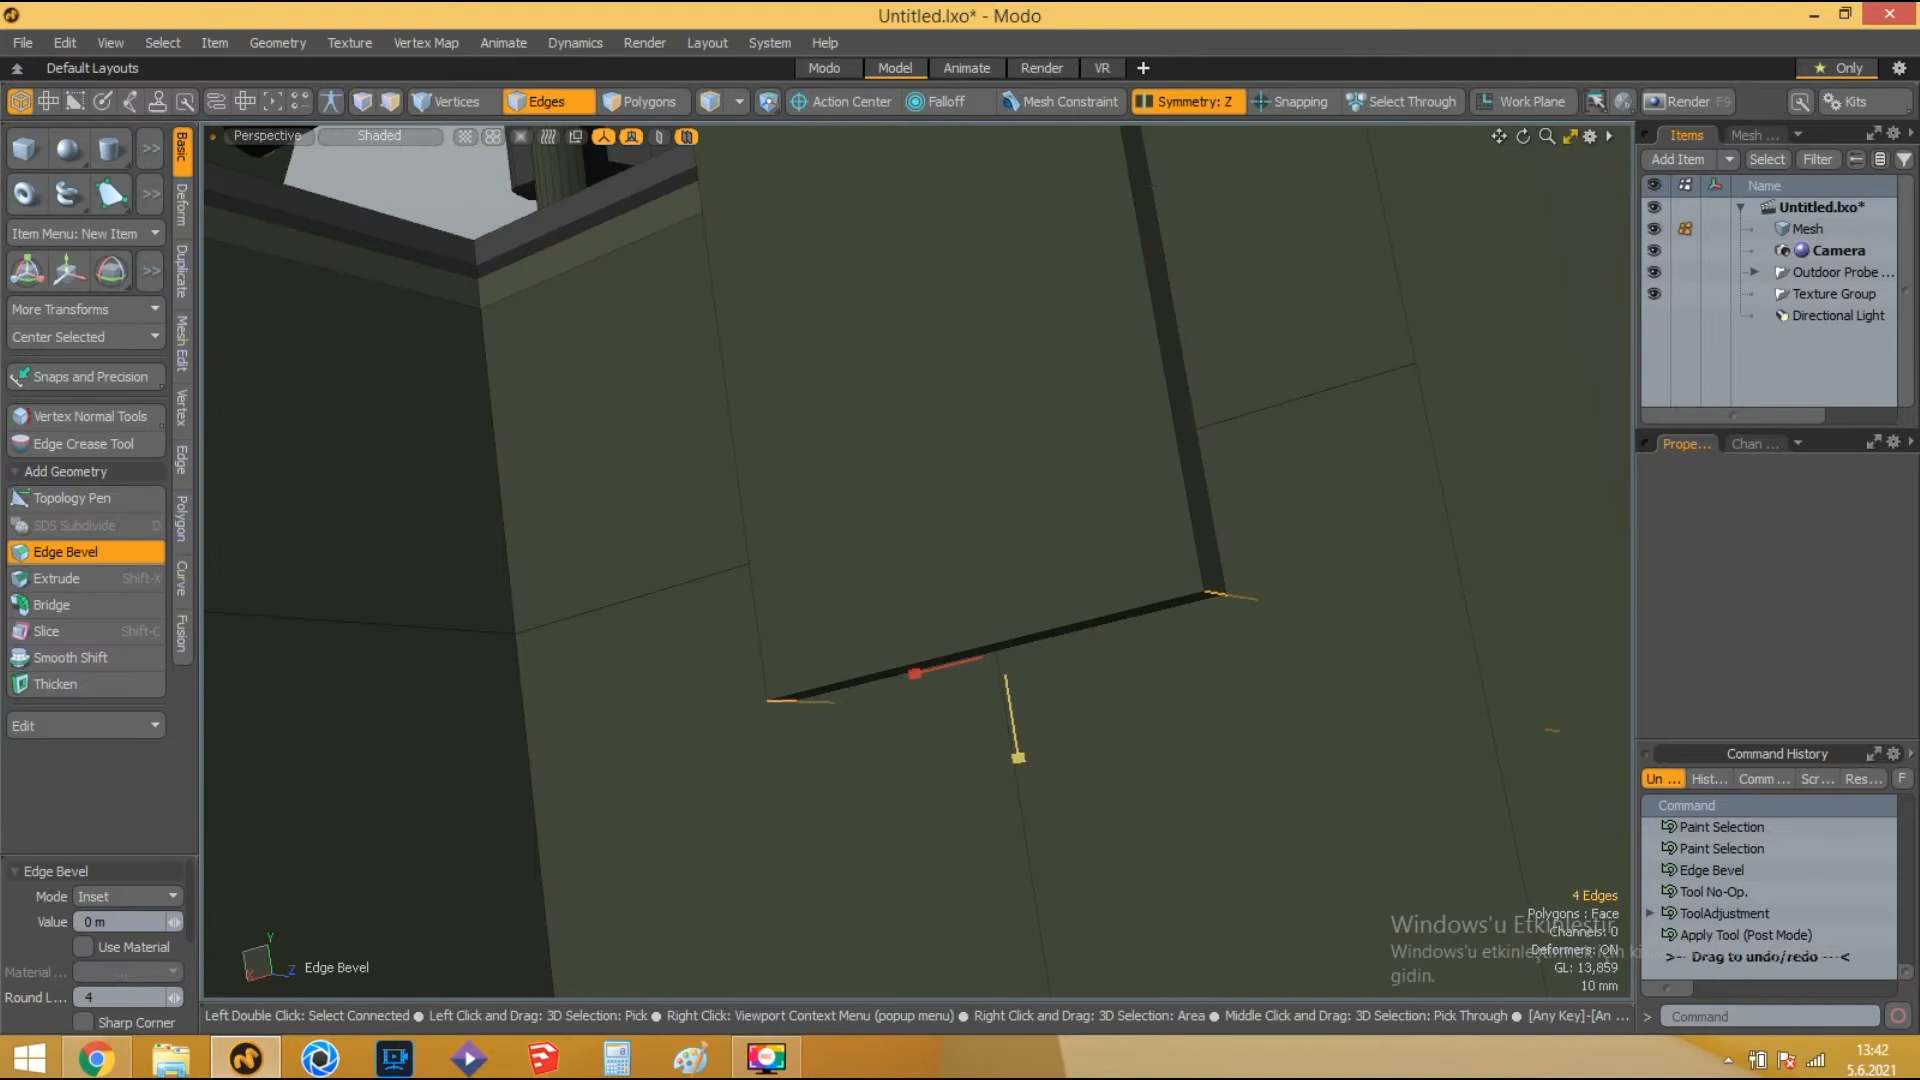 Untitled.lxo* - Modo
File Edit View Select Item Geometry Texture Vertex Map Animate Dynamics Render Layout System Help
Default Layouts
Modo Model Animate Render VR
Only
Vertices Edges Polygons Action Center Falloff Mesh Constraint Symmetry: Z Snapping Select Through Work Plane Render F9 Kits
Perspective Shaded
Basic
Deform
Duplicate
Mesh Edit
Vertex
Edge
Polygon
Curve
Fusion
>>
>>
Item Menu: New Item
>>
More Transforms
Center Selected
Snaps and Precision
Vertex Normal Tools
Edge Crease Tool
Add Geometry
Topology Pen
SDS Subdivide D
Edge Bevel
Extrude Shift-X
Bridge
Slice Shift-C
Smooth Shift
Thicken
Edit
Edge Bevel
Mode Inset
Value 0 m
Use Material
Material ... ...
Round L... 4
Sharp Corner
Y
X
Z
Edge Bevel
4 Edges
Polygons : Face
Channels: 0
Deformers: ON
GL: 13,859
10 mm
Windows'u Etkinleştir
Windows'u etkinleştirmek için
gidin.
Left Double Click: Select Connected ● Left Click and Drag: 3D Selection: Pick ● Right Click: Viewport Context Menu (popup menu) ● Right Click and Drag: 3D Selection: Area ● Middle Click and Drag: 3D Selection: Pick Through ● [Any Key]-[An ...
Items Mesh ...
Add Item Select Filter
Name
Untitled.lxo*
Mesh
Camera
Outdoor Probe ...
Texture Group
Directional Light
Prope... Chan ...
Command History
Un ... Hist... Comm ... Scr ... Res... F
Command
Paint Selection
Paint Selection
Edge Bevel
Tool No-Op.
ToolAdjustment
Apply Tool (Post Mode)
>-- Drag to undo/redo ---<
> Command
REC
13:42
5.6.2021